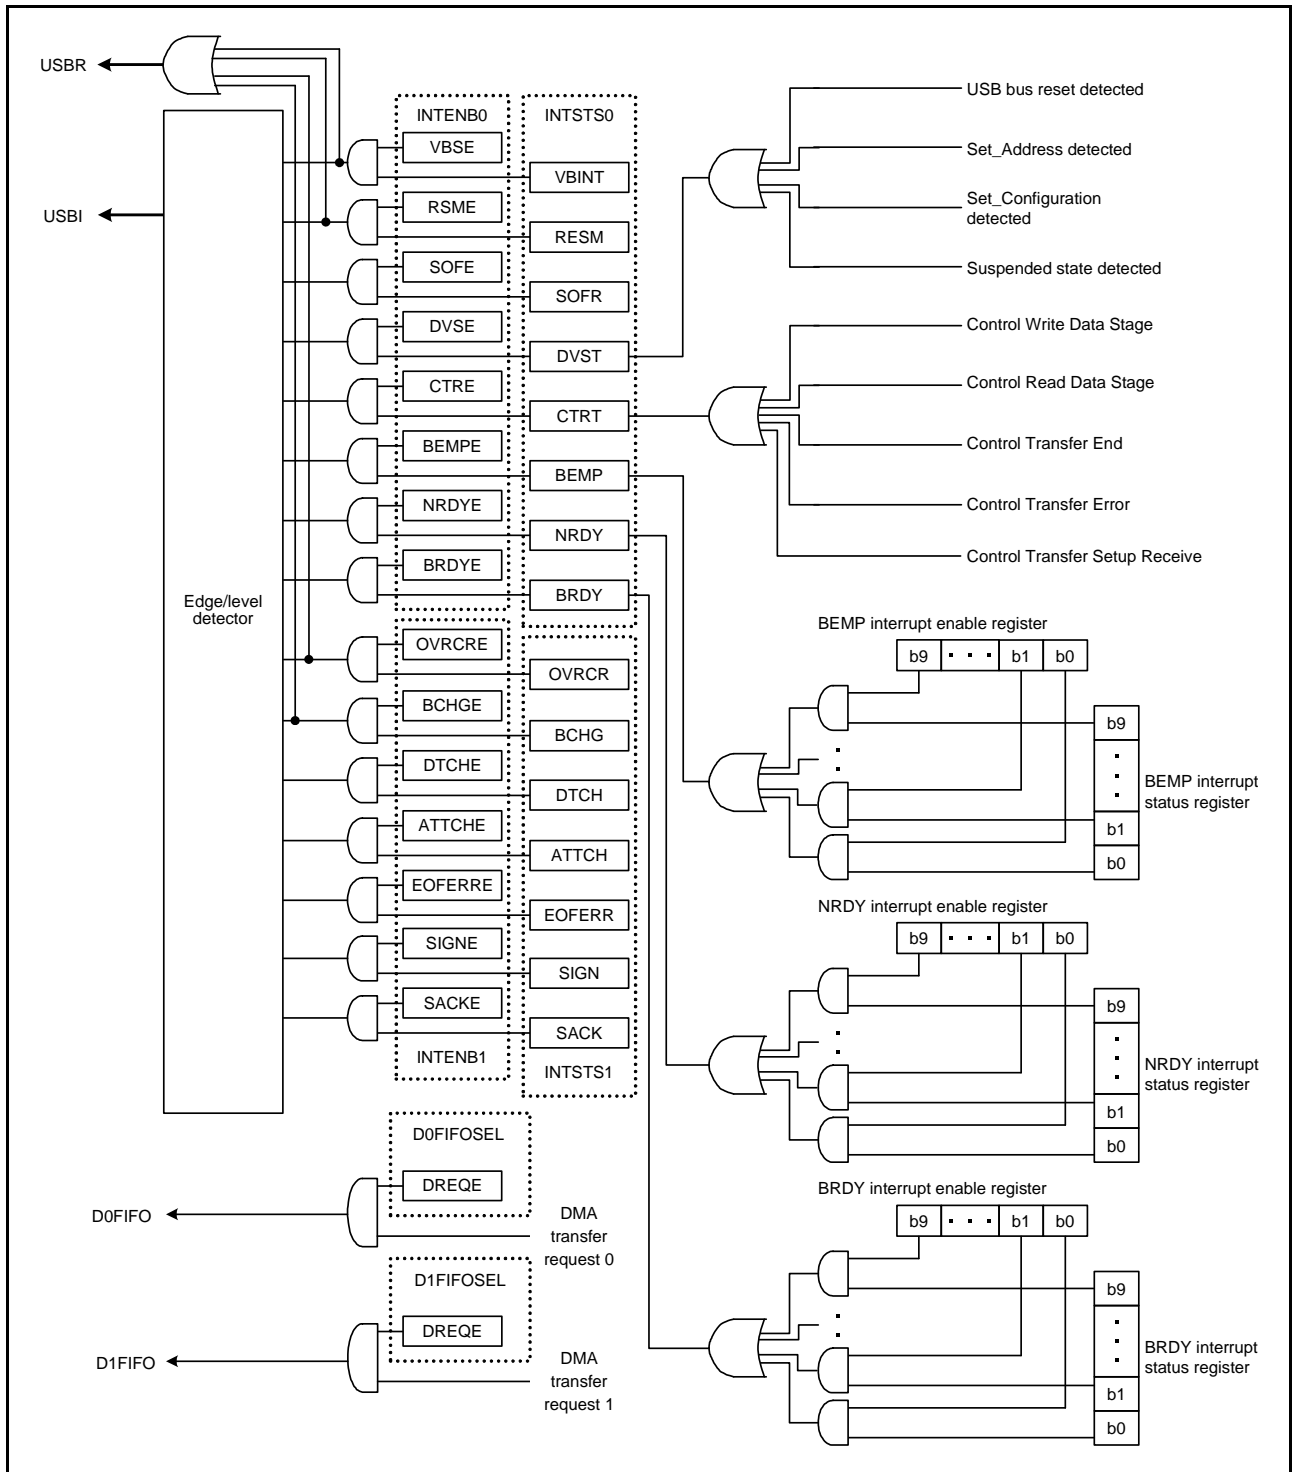 USBR
USBI
Edge/level
detector
INTENB0
VBSE
RSME
SOFE
DVSE
CTRE
BEMPE
NRDYE
BRDYE
OVRCRE
BCHGE
DTCHE
ATTCHE
EOFERRE
SIGNE
SACKE
INTENB1
INTSTS0
VBINT
RESM
SOFR
DVST
CTRT
BEMP
NRDY
BRDY
OVRCR
BCHG
DTCH
ATTCH
EOFERR
SIGN
SACK
INTSTS1
USB bus reset detected
Set_Address detected
Set_Configuration
detected
Suspended state detected
Control Write Data Stage
Control Read Data Stage
Control Transfer End
Control Transfer Error
Control Transfer Setup Receive
BEMP interrupt enable register
b9 · · · b1 b0
b9
BEMP interrupt
status register
b1
b0
NRDY interrupt enable register
b9 · · · b1 b0
b9
NRDY interrupt
status register
b1
b0
BRDY interrupt enable register
b9 · · · b1 b0
b9
BRDY interrupt
status register
b1
b0
D0FIFOSEL
DREQE
D0FIFO
DMA
transfer
request 0
D1FIFOSEL
DREQE
D1FIFO
DMA
transfer
request 1